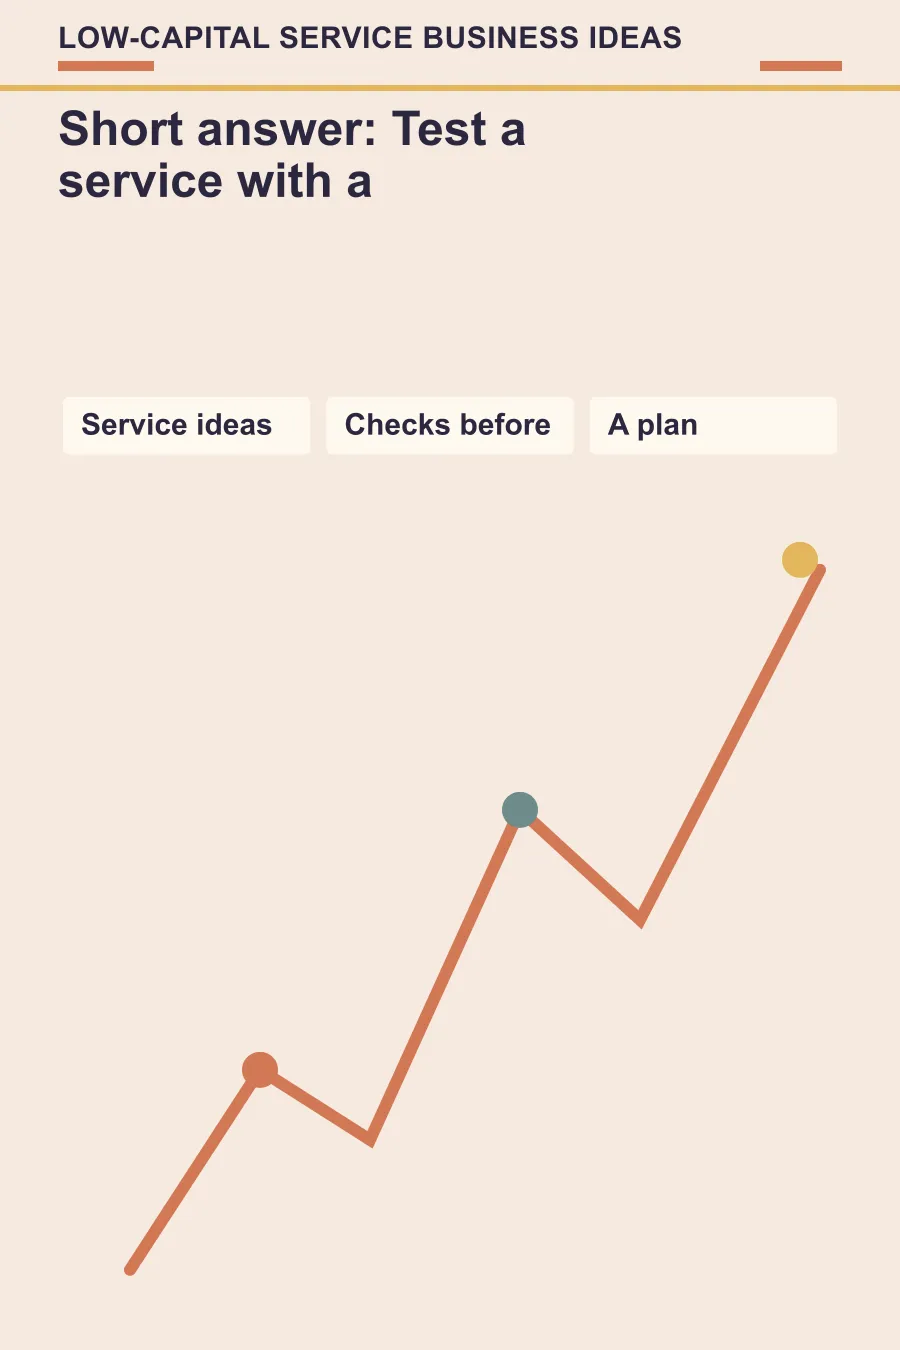 LOW-CAPITAL SERVICE BUSINESS IDEAS
Short answer: Test a
service with a
Service ideas
Checks before
A plan